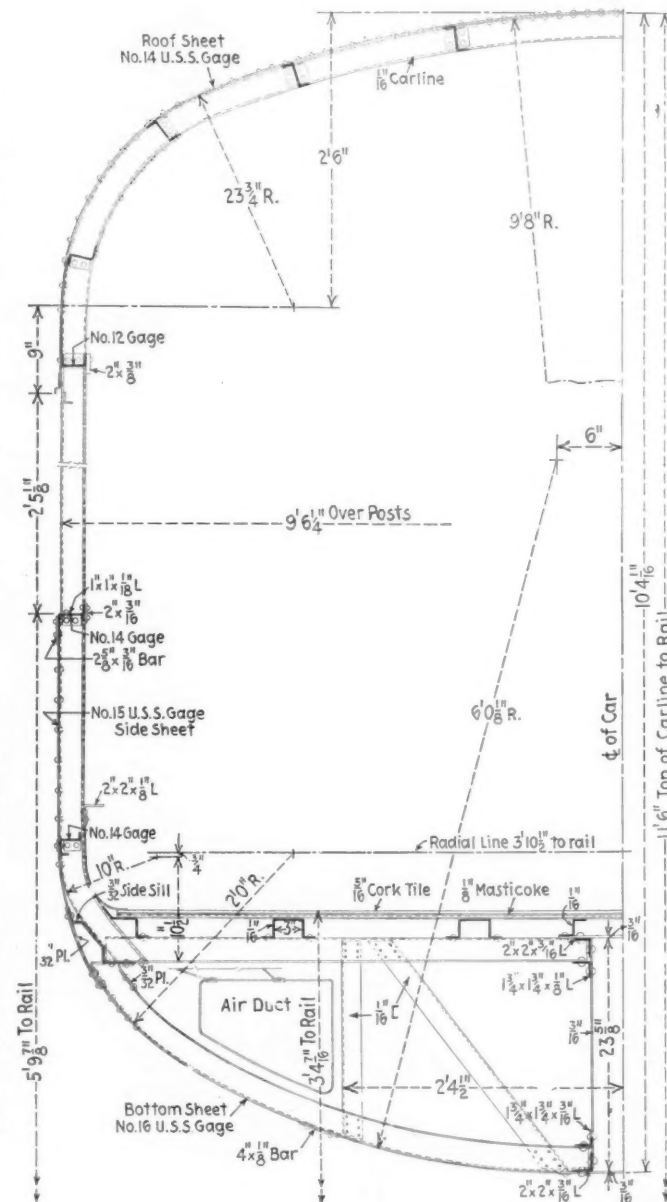 Roof Sheet
No.14 U.S.S. Gage
1/16" Carline
2'6"
23 3/4" R.
9'8" R.
9"
No.12 Gage
2" x 3/8"
6"
2'5 1/8"
9'6 1/4" Over Posts
10'4 1/16"
1" x 1" x 1/8" L
2" x 3/16"
No.14 Gage
2 5/8" x 3/16" Bar
6'0 1/8" R.
No.15 U.S.S. Gage
Side Sheet
℄ of Car
11'6" Top of Carline to Rail
2" x 2" x 1/8" L
No.14 Gage
Radial Line 3'10 1/2" to rail
10" R.
3/4"
2'0" R.
Side Sill
5/16" Cork Tile
1/8" Masticoke
1/16"
10 1/2"
1/16"
3"
3/16"
2" x 2" x 3/16" L
32" Pl.
32 Pl.
1 3/4" x 1 3/4" x 1/8" L
Air Duct
1/16" [
3/16"
23 5/8"
5'9 7/8" To Rail
3'4 7/16" To Rail
2'4 1/2"
Bottom Sheet
No.16 U.S.S Gage
1 3/4" x 1 3/4" x 3/16" L
4" x 1/8" Bar
2" x 2" x 3/16" L
3/16"